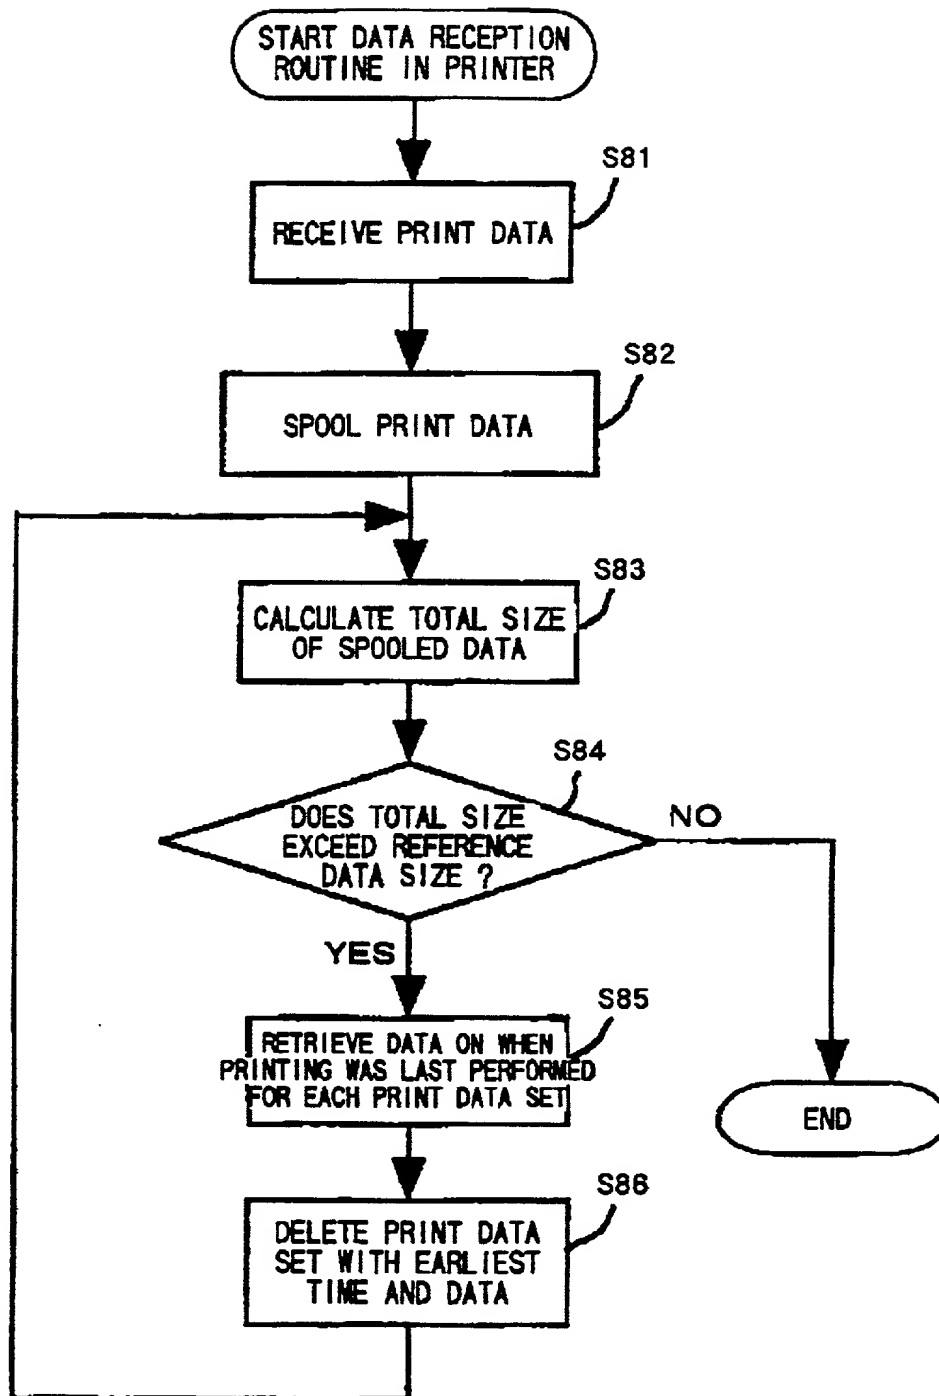 START DATA RECEPTION
ROUTINE IN PRINTER
S81
RECEIVE PRINT DATA
S82
SPOOL PRINT DATA
S83
CALCULATE TOTAL SIZE
OF SPOOLED DATA
S84
DOES TOTAL SIZE
EXCEED REFERENCE
DATA SIZE ?
NO
YES
S85
RETRIEVE DATA ON WHEN
PRINTING WAS LAST PERFORMED
FOR EACH PRINT DATA SET
END
S86
DELETE PRINT DATA
SET WITH EARLIEST
TIME AND DATA